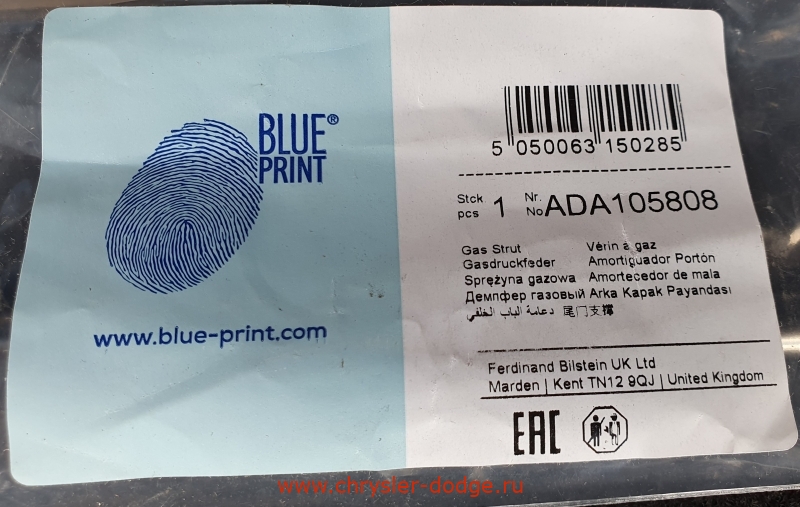 BLUE®
PRINT
www.blue-print.com
5 050063 150285
Stck pcs 1 Nr. No ADA105808
Gas Strut Vérin à gaz
Gasdruckfeder Amortiguador Portón
Sprężyna gazowa Amortecedor de mala
Демпфер газовый Arka Kapak Payandası
دعامة الباب الخلفي 尾门支撑
Ferdinand Bilstein UK Ltd
Marden | Kent TN12 9QJ | United Kingdom
EAC
www.chrysler-dodge.ru